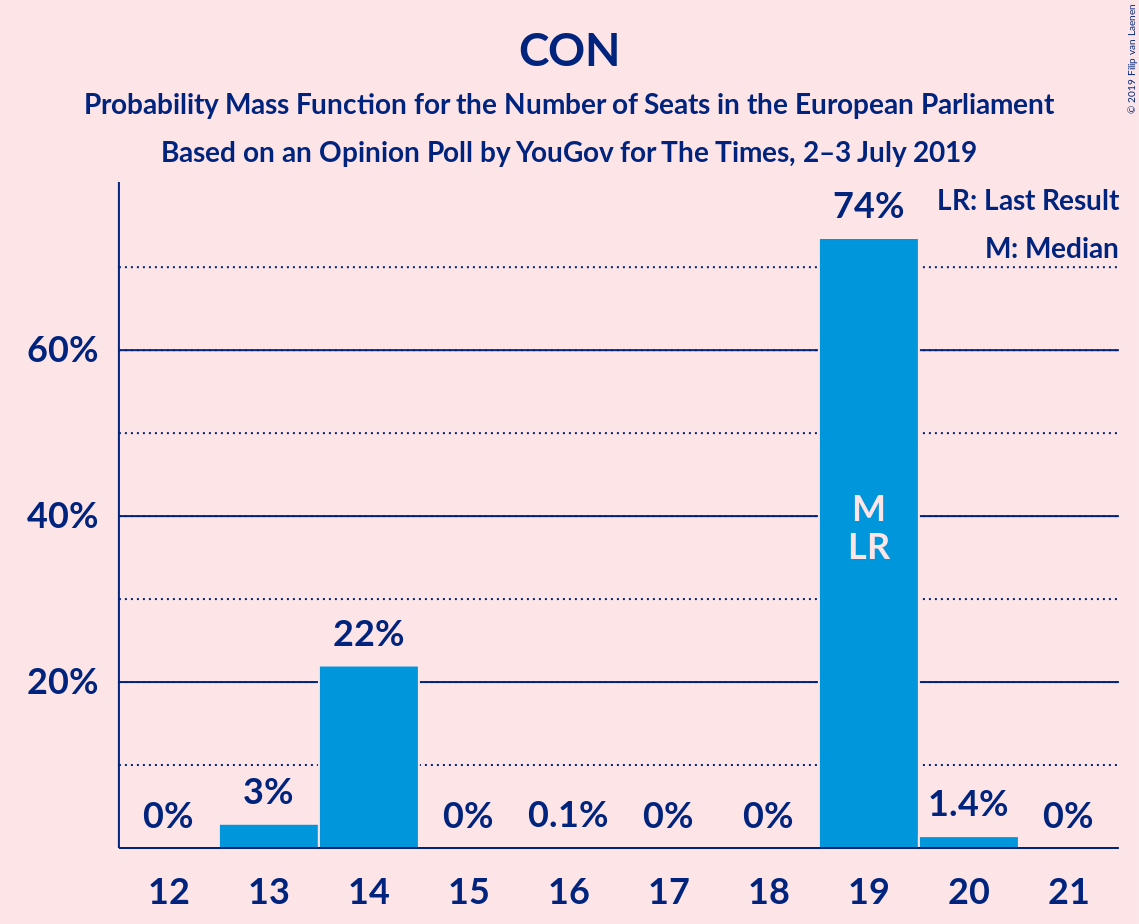 CON
Probability Mass Function for the Number of Seats in the European Parliament
Based on an Opinion Poll by YouGov for The Times, 2–3 July 2019
© 2019 Filip van Laenen
LR: Last Result
M: Median
74%
60%
40%
M
LR
22%
20%
0%
3%
0%
0.1%
0%
0%
1.4%
0%
12 13 14 15 16 17 18 19 20 21